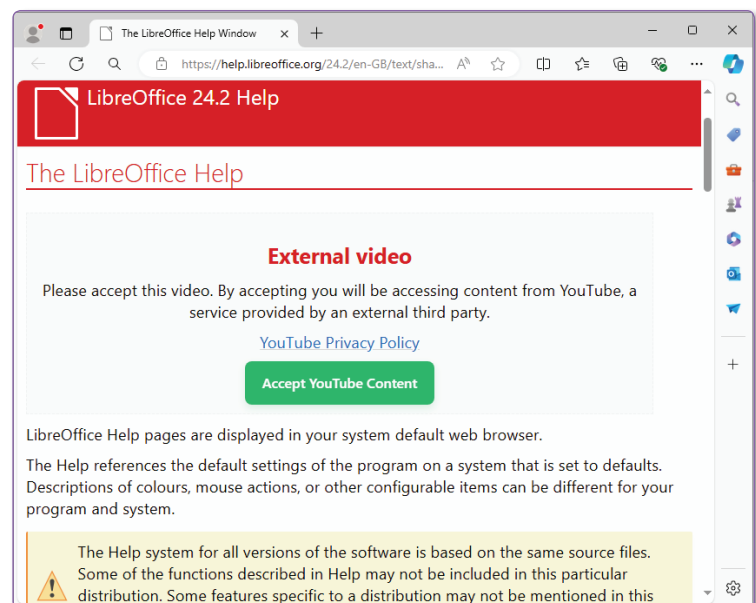 The LibreOffice Help Window
https://help.libreoffice.org/24.2/en-GB/text/sha...
LibreOffice 24.2 Help
The LibreOffice Help
External video
Please accept this video. By accepting you will be accessing content from YouTube, a
service provided by an external third party.
YouTube Privacy Policy
Accept YouTube Content
LibreOffice Help pages are displayed in your system default web browser.
The Help references the default settings of the program on a system that is set to defaults.
Descriptions of colours, mouse actions, or other configurable items can be different for your
program and system.
The Help system for all versions of the software is based on the same source files.
Some of the functions described in Help may not be included in this particular
distribution. Some features specific to a distribution may not be mentioned in this